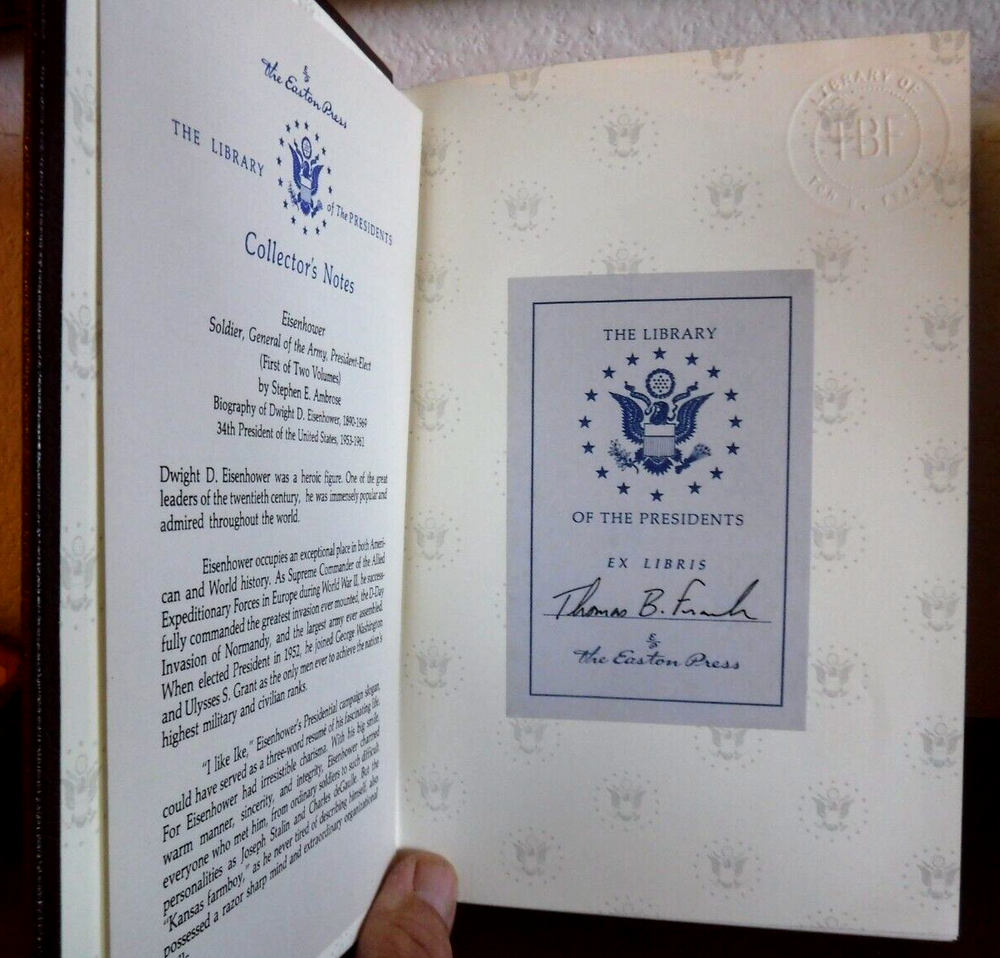 The Easton Press
THE LIBRARY
of The PRESIDENTS
Collector's Notes
Eisenhower
Soldier, General of the Army, President-Elect
(First of Two Volumes)
by Stephen E. Ambrose
Biography of Dwight D. Eisenhower, 1890-1969
34th President of the United States, 1953-1961
Dwight D. Eisenhower was a heroic figure. One of the great
leaders of the twentieth century, he was immensely popular and
admired throughout the world.
Eisenhower occupies an exceptional place in both Ameri-
can and World history. As Supreme Commander of the Allied
Expeditionary Forces in Europe during World War II, he success-
fully commanded the greatest invasion ever mounted, the D-Day
Invasion of Normandy, and the largest army ever assembled.
When elected President in 1952, he joined George Washington
and Ulysses S. Grant as the only men ever to achieve the nation's
highest military and civilian ranks.
"I like Ike," Eisenhower's Presidential campaign slogan,
could have served as a three-word resume of his fascinating life.
For Eisenhower had irresistible charisma. With his big smile,
warm manner, sincerity, and integrity, Eisenhower charmed
everyone who met him, from ordinary soldiers to such difficult
personalities as Joseph Stalin and Charles deGaulle. But the
"Kansas farmboy," as he never tired of describing himself, also
possessed a razor sharp mind and extraordinary organizational
LIBRARY OF
TBF
THE LIBRARY
OF THE PRESIDENTS
EX LIBRIS
Thomas B. Frank
The Easton Press